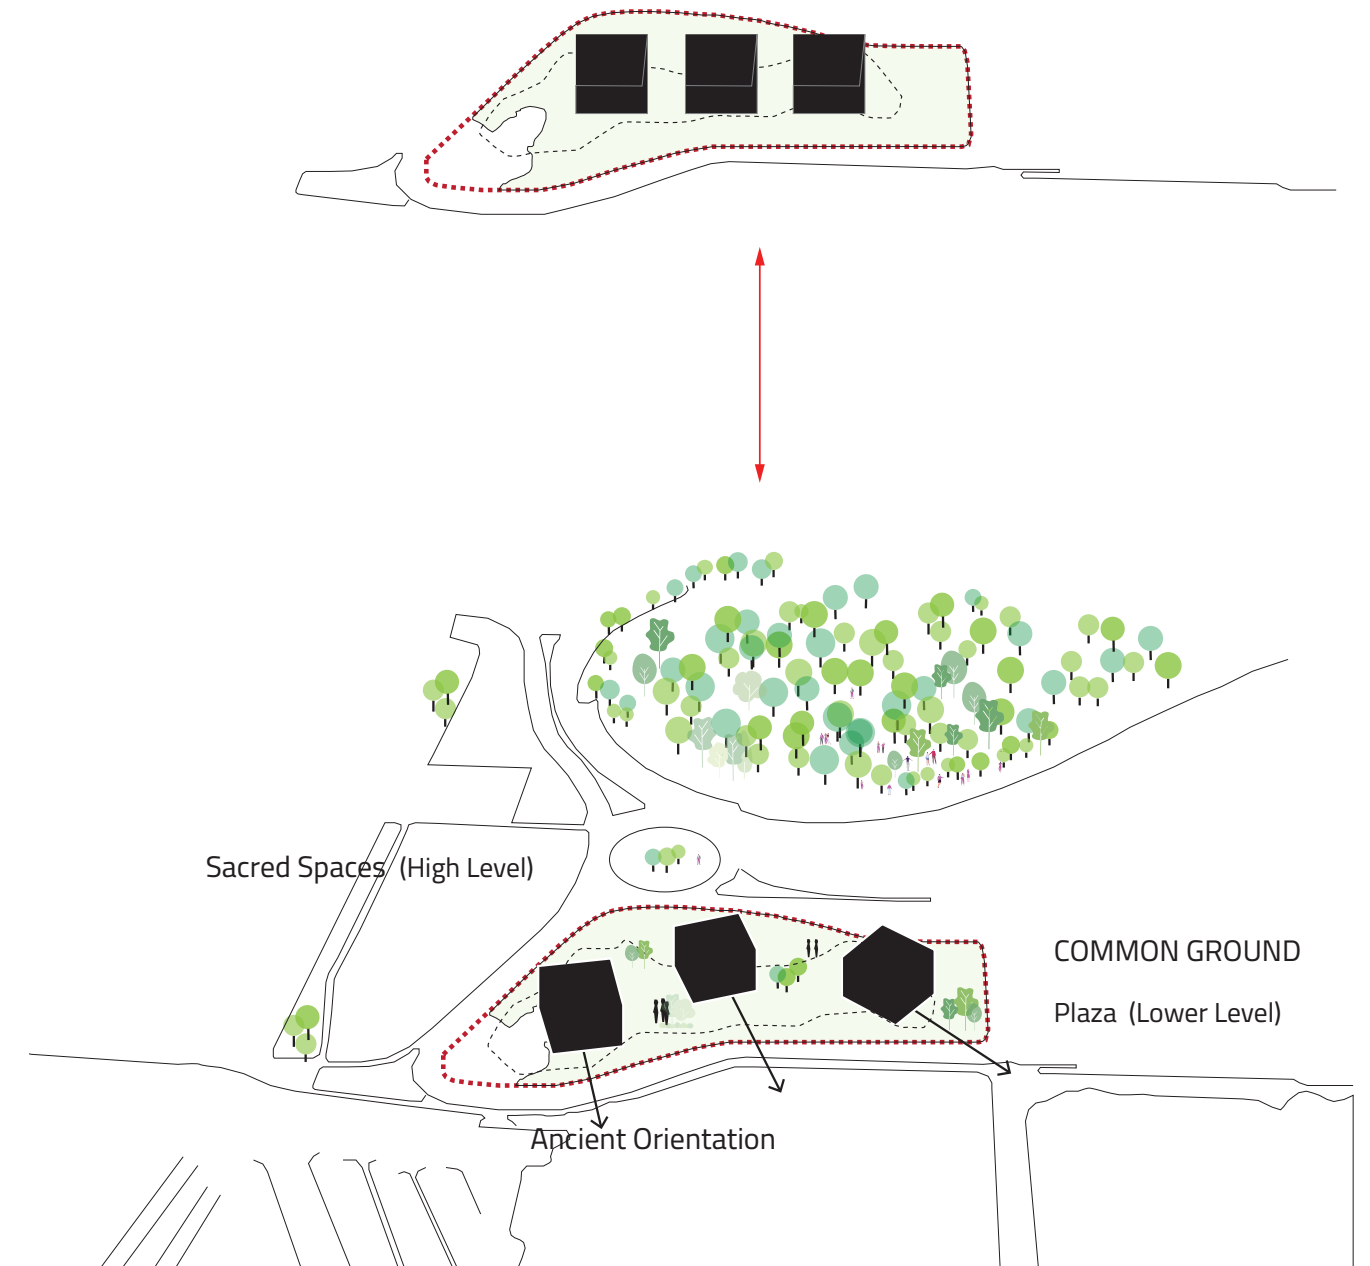 Sacred Spaces (High Level)
COMMON GROUND
Plaza (Lower Level)
Ancient Orientation